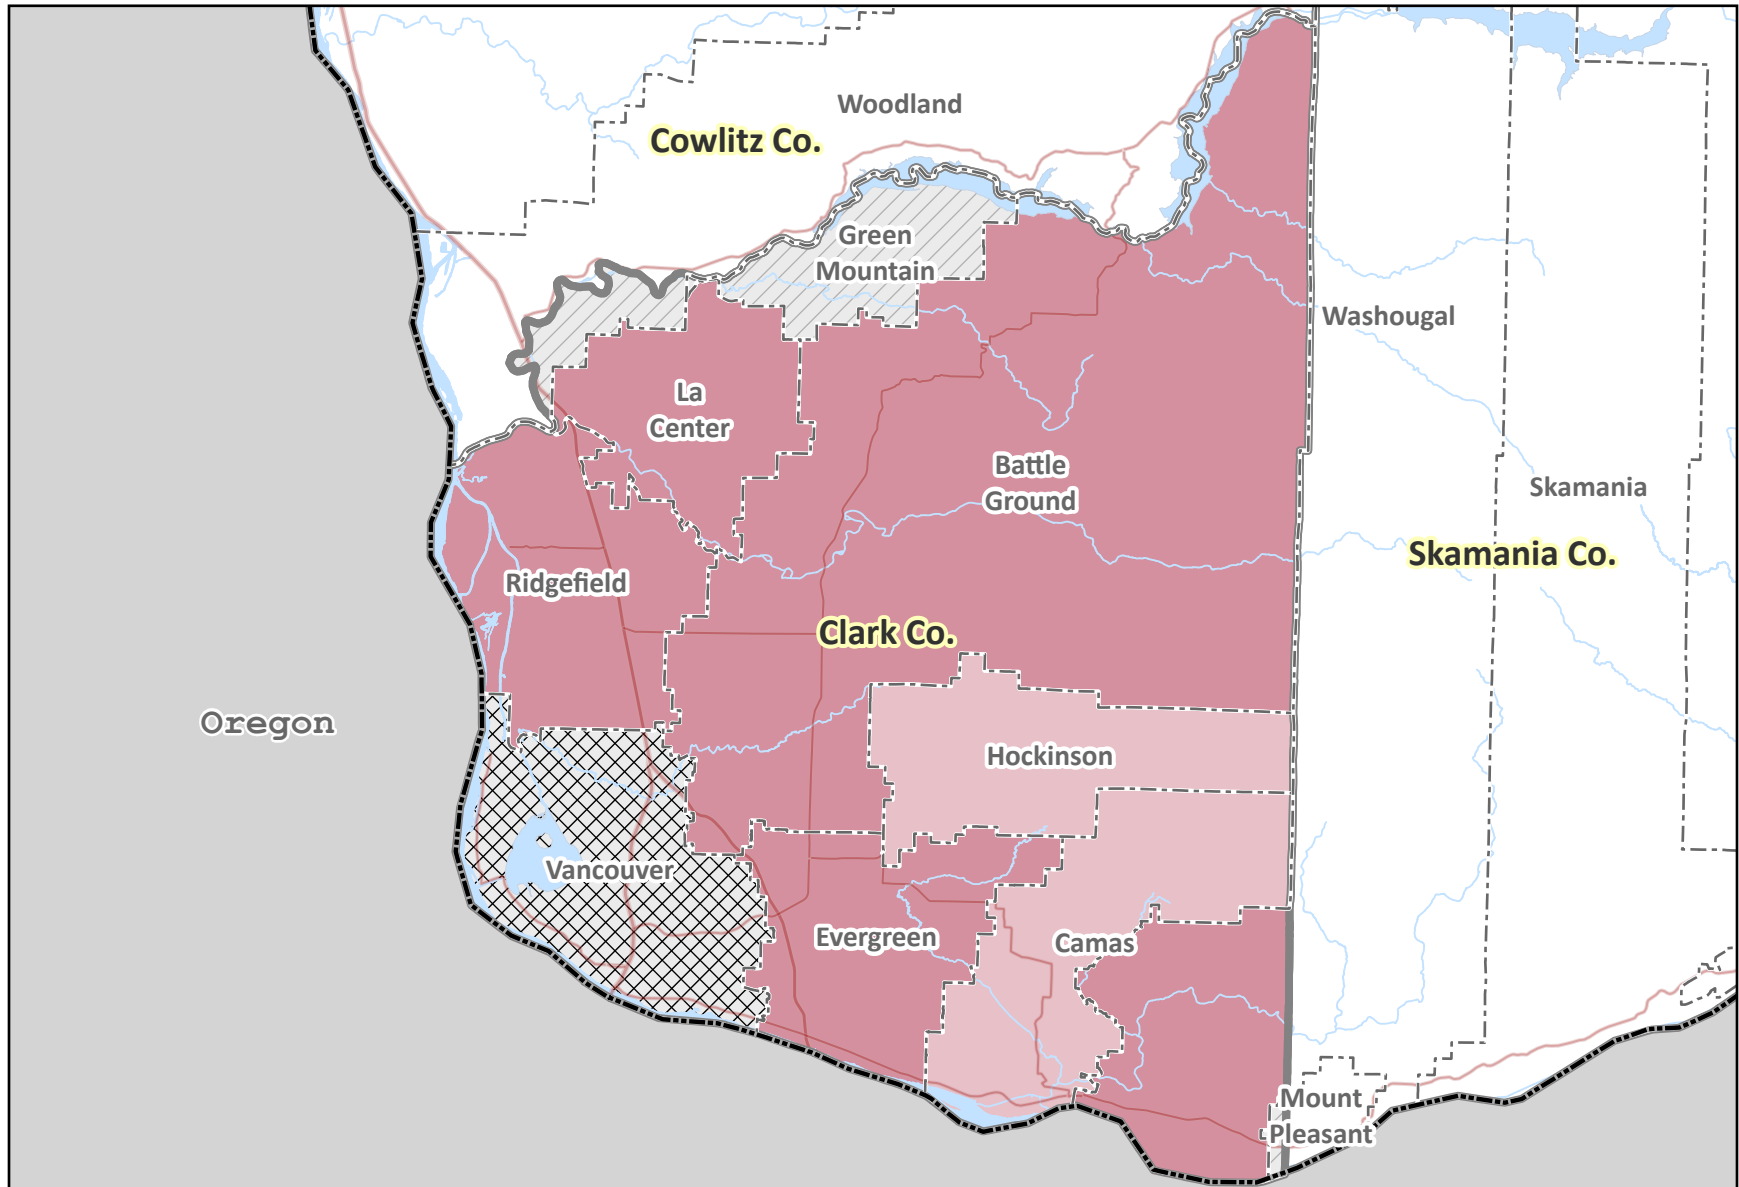 Woodland
Cowlitz Co.
Green
Mountain
Washougal
La
Center
Battle
Ground
Skamania
Skamania Co.
Ridgefield
Clark Co.
Oregon
Hockinson
Vancouver
Evergreen
Camas
Mount
Pleasant